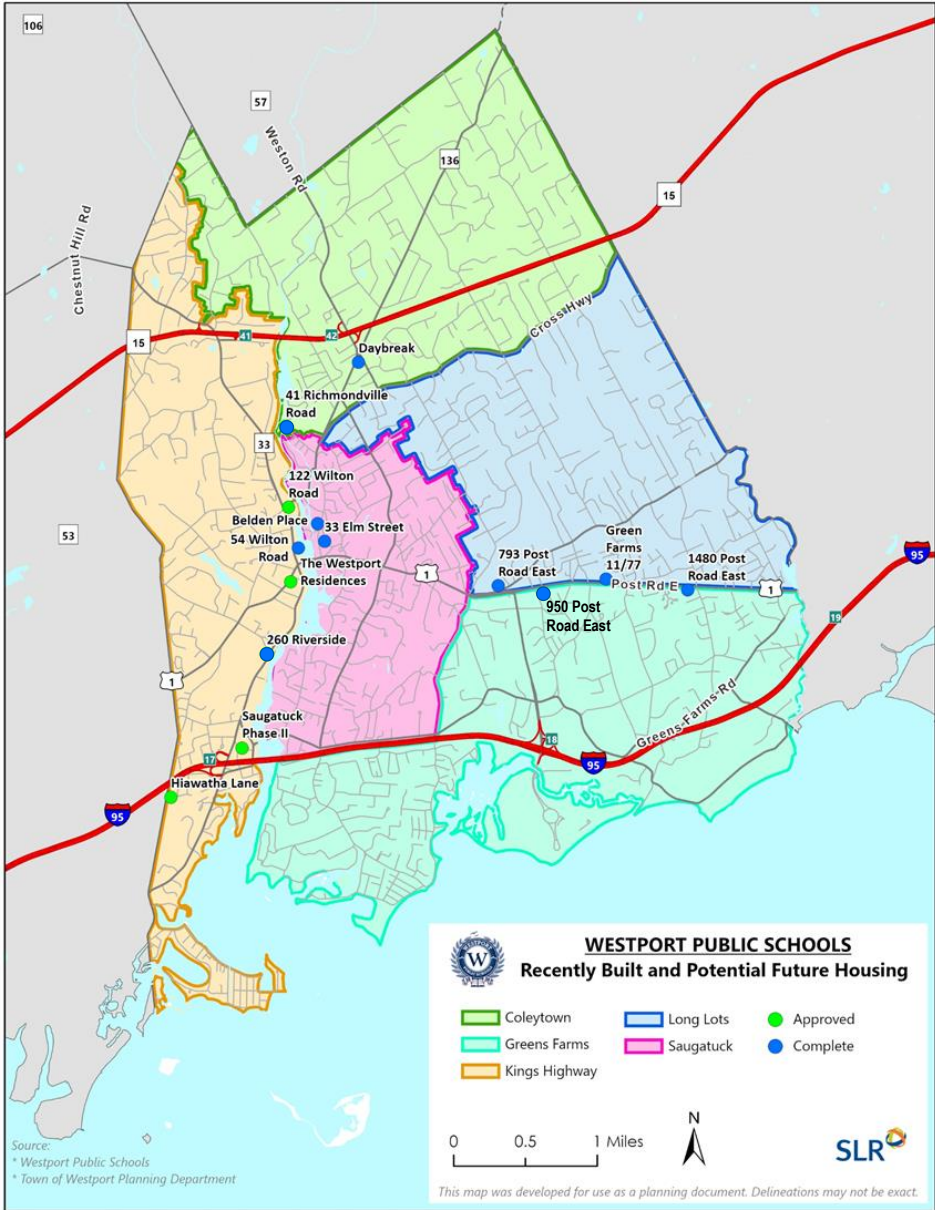 106
57
Weston Rd
136
15
Chestnut Hill Rd
15
41
42
Cross Hwy
Daybreak
41 Richmondville
Road
33
122 Wilton
Road
Belden Place
33 Elm Street
54 Wilton
Road
53
The Westport
Residences
1
793 Post
Road East
Green
Farms
11/77
1480 Post
Road East
Post Rd E
1
95
950 Post
Road East
19
260 Riverside
1
Greens-Farms-Rd
Saugatuck
Phase II
17
18
95
Hiawatha Lane
95
WESTPORT PUBLIC SCHOOLS
Recently Built and Potential Future Housing
Coleytown
Long Lots
Approved
Greens Farms
Saugatuck
Complete
Kings Highway
N
0 0.5 1 Miles
SLR
This map was developed for use as a planning document. Delineations may not be exact.
Source:
* Westport Public Schools
* Town of Westport Planning Department